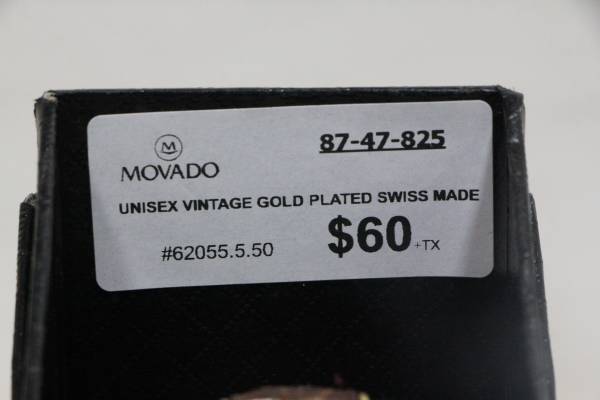 M
MOVADO
87-47-825
UNISEX VINTAGE GOLD PLATED SWISS MADE
#62055.5.50
$60 +TX